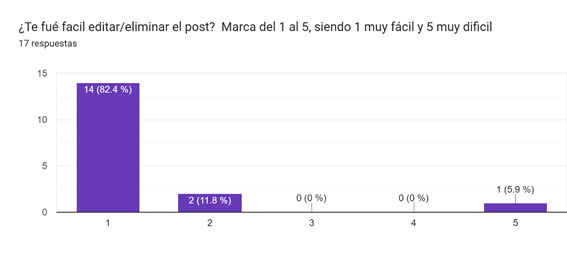 ¿Te fué facil editar/eliminar el post?  Marca del 1 al 5, siendo 1 muy fácil y 5 muy dificil
17 respuestas
15
10
5
0
14 (82.4 %)
2 (11.8 %)
0 (0 %)
0 (0 %)
1 (5.9 %)
1 2 3 4 5